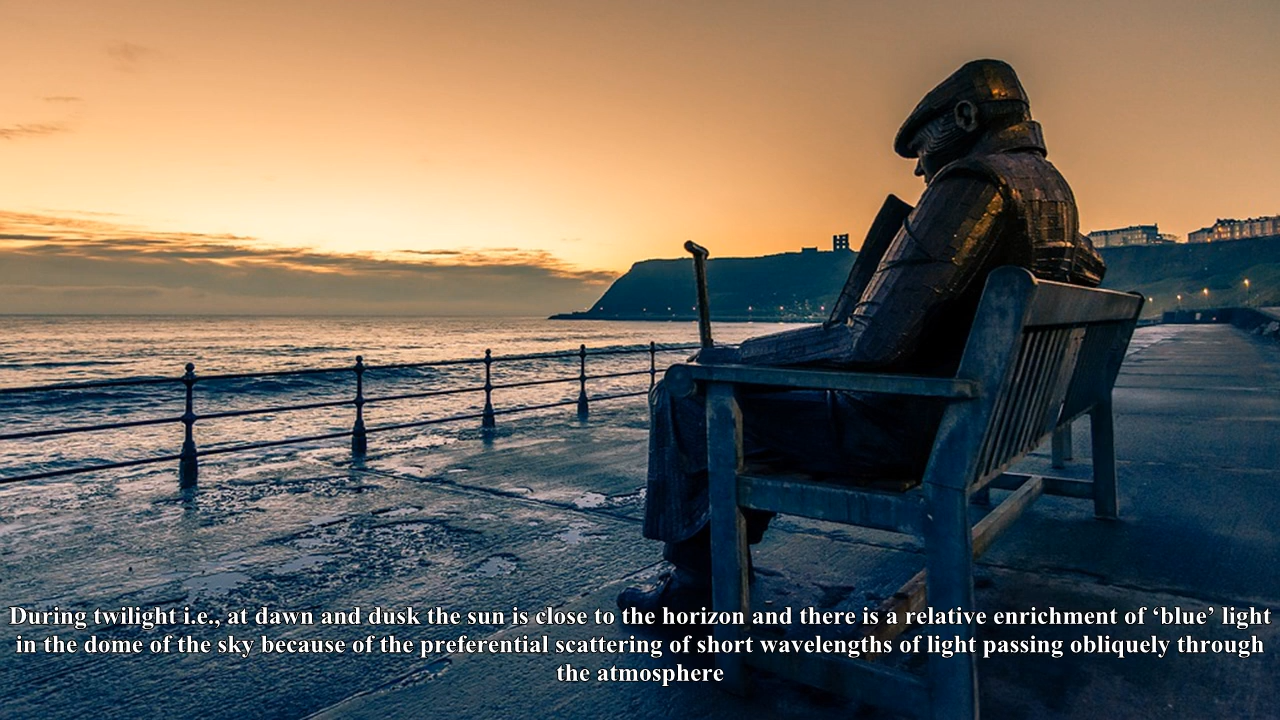 During twilight i.e., at dawn and dusk the sun is close to the horizon and there is a relative enrichment of ‘blue’ light
in the dome of the sky because of the preferential scattering of short wavelengths of light passing obliquely through
the atmosphere